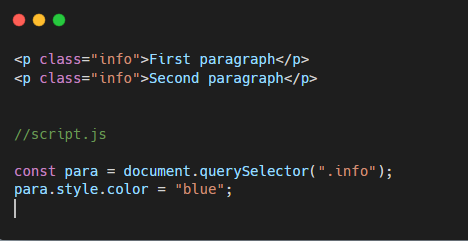 <p class="info">First paragraph</p>
<p class="info">Second paragraph</p>
//script.js
const para = document.querySelector(".info");
para.style.color = "blue";